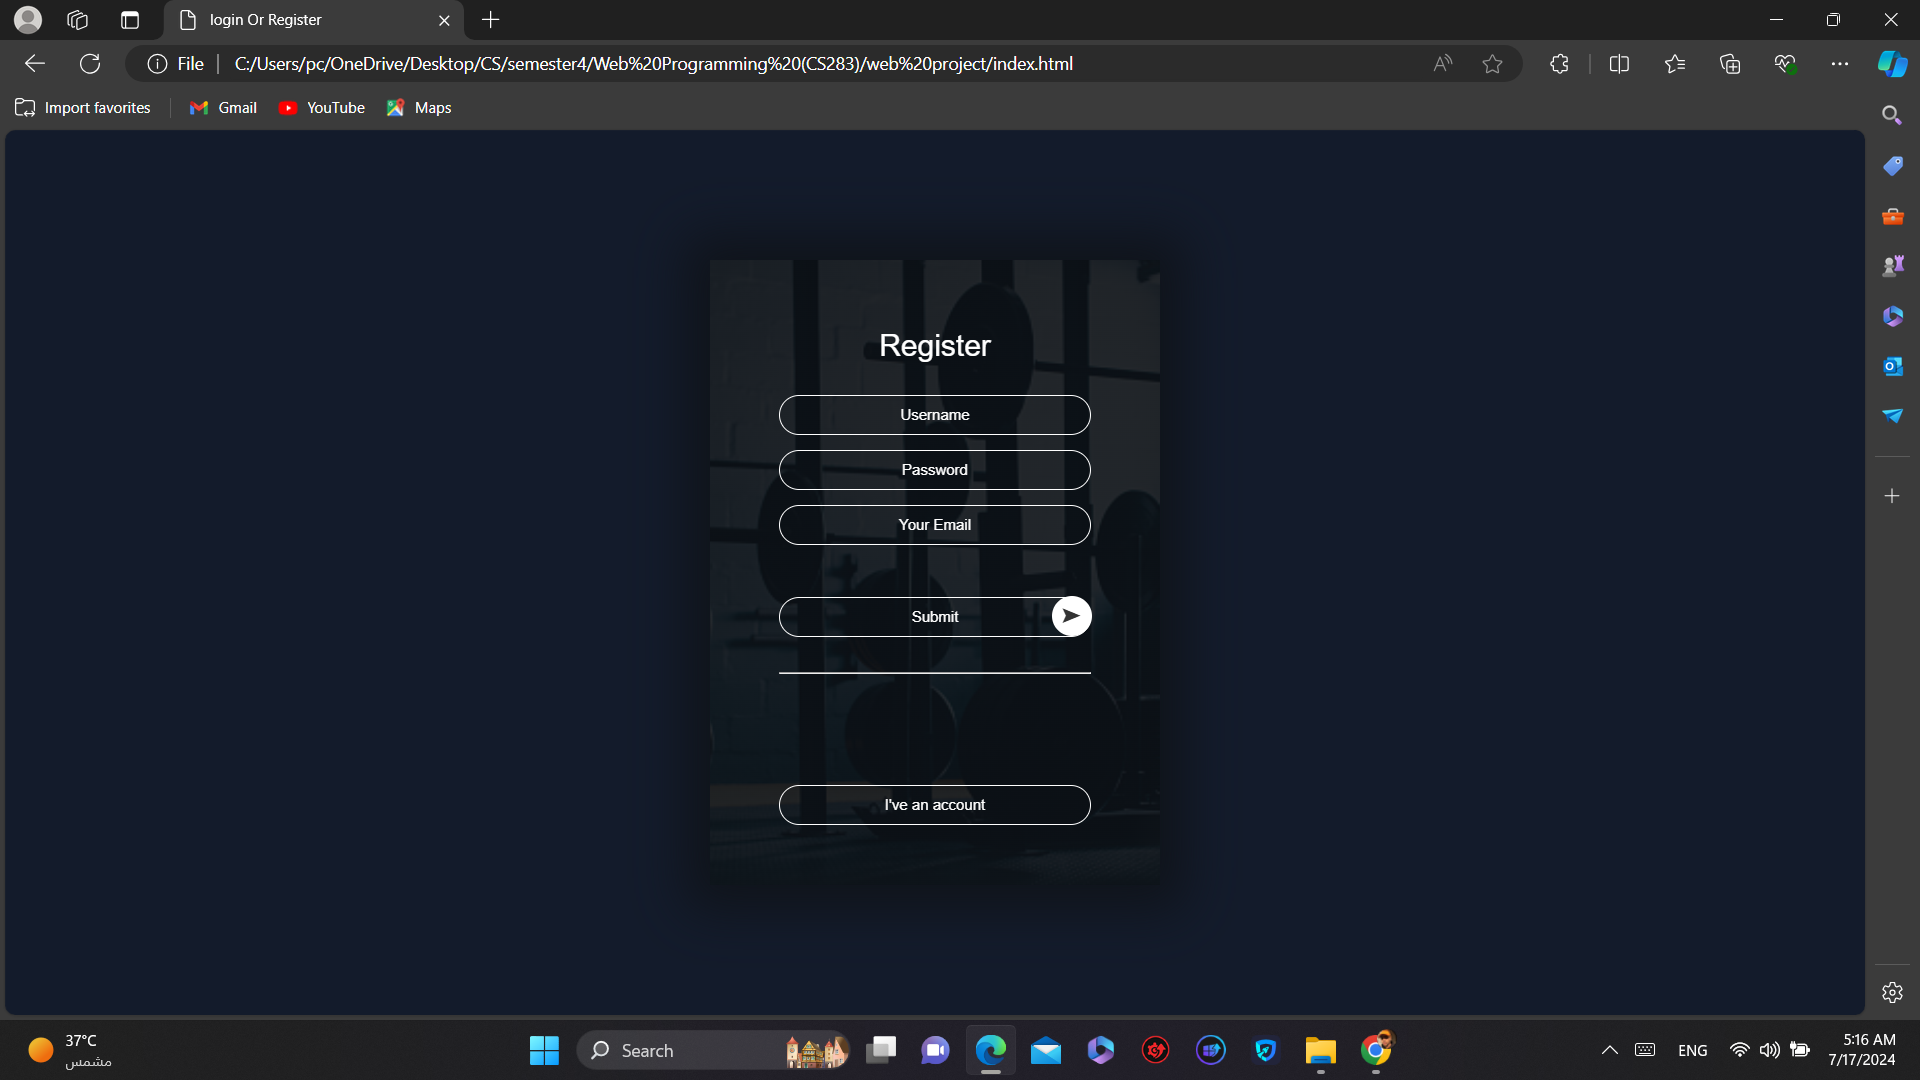 login Or Register
File
C:/Users/pc/OneDrive/Desktop/CS/semester4/Web%20Programming%20(CS283)/web%20project/index.html
Import favorites
Gmail
YouTube
Maps
Register
Username
Password
Your Email
Submit
I've an account
37°C
مشمس
Search
ENG
5:16 AM
7/17/2024